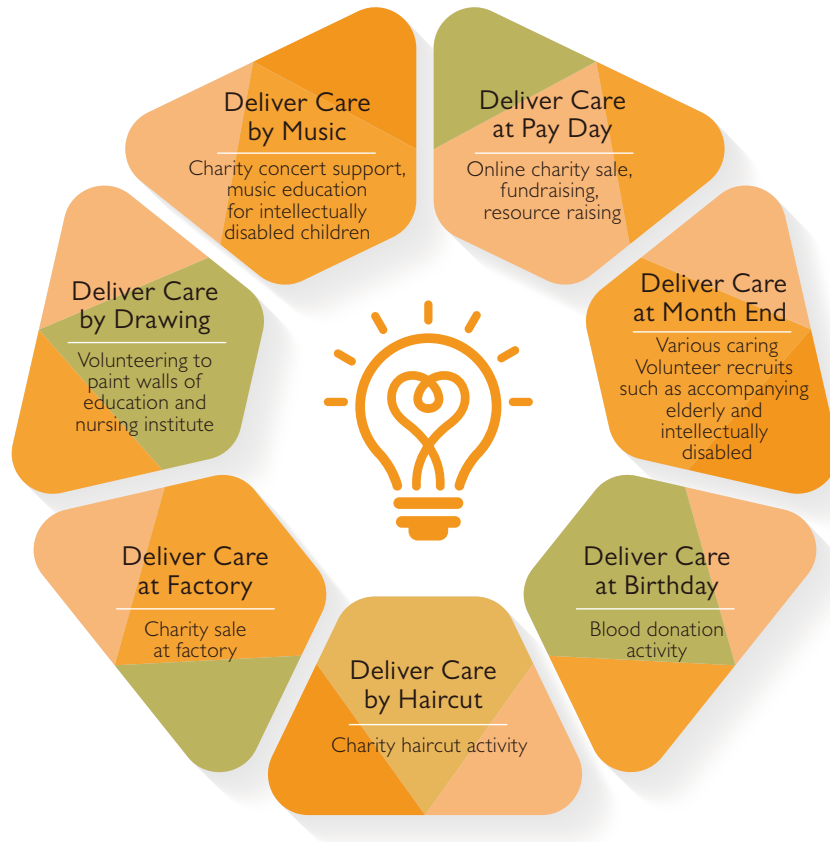 Deliver Care
by Music
Charity concert support,
music education
for intellectually
disabled children
Deliver Care
at Pay Day
Online charity sale,
fundraising,
resource raising
Deliver Care
at Month End
Various caring
Volunteer recruits
such as accompanying
elderly and
intellectually
disabled
Deliver Care
at Birthday
Blood donation
activity
Deliver Care
by Haircut
Charity haircut activity
Deliver Care
at Factory
Charity sale
at factory
Deliver Care
by Drawing
Volunteering to
paint walls of
education and
nursing institute